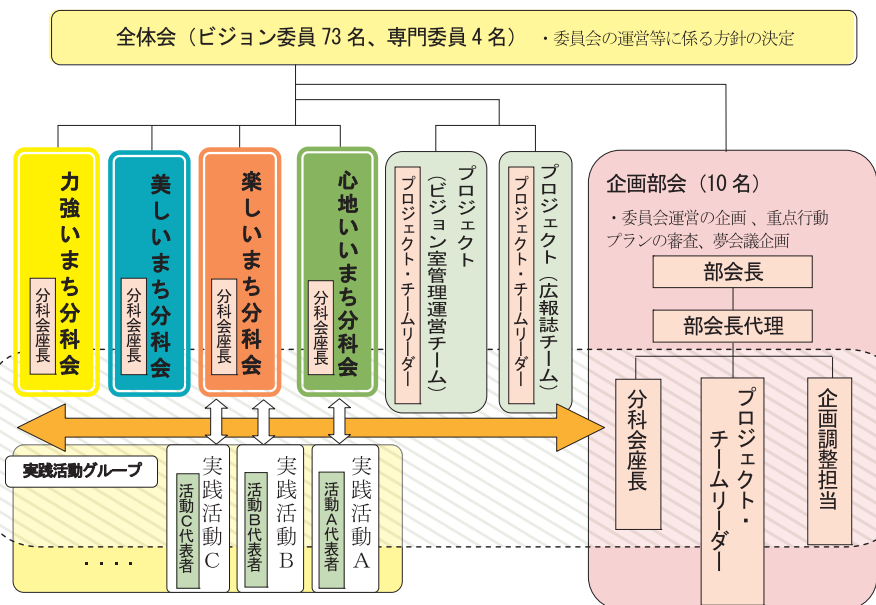 全体会（ビジョン委員 73 名、専門委員 4 名）　・委員会の運営等に係る方針の決定
力強いまち分科会
分科会座長
美しいまち分科会
分科会座長
楽しいまち分科会
分科会座長
心地いいまち分科会
分科会座長
プロジェクト
（ビジョン室管理運営チーム）
プロジェクト・チームリーダー
プロジェクト（広報誌チーム）
プロジェクト・チームリーダー
企画部会（10 名）
・委員会運営の企画 、重点行動
プランの審査、夢会議企画
部会長
部会長代理
分科会座長
プロジェクト・
チームリーダー
企画調整担当
実践活動グループ
実践活動Ｃ
活動Ｃ代表者
実践活動Ｂ
活動Ｂ代表者
実践活動Ａ
活動Ａ代表者
・・・・